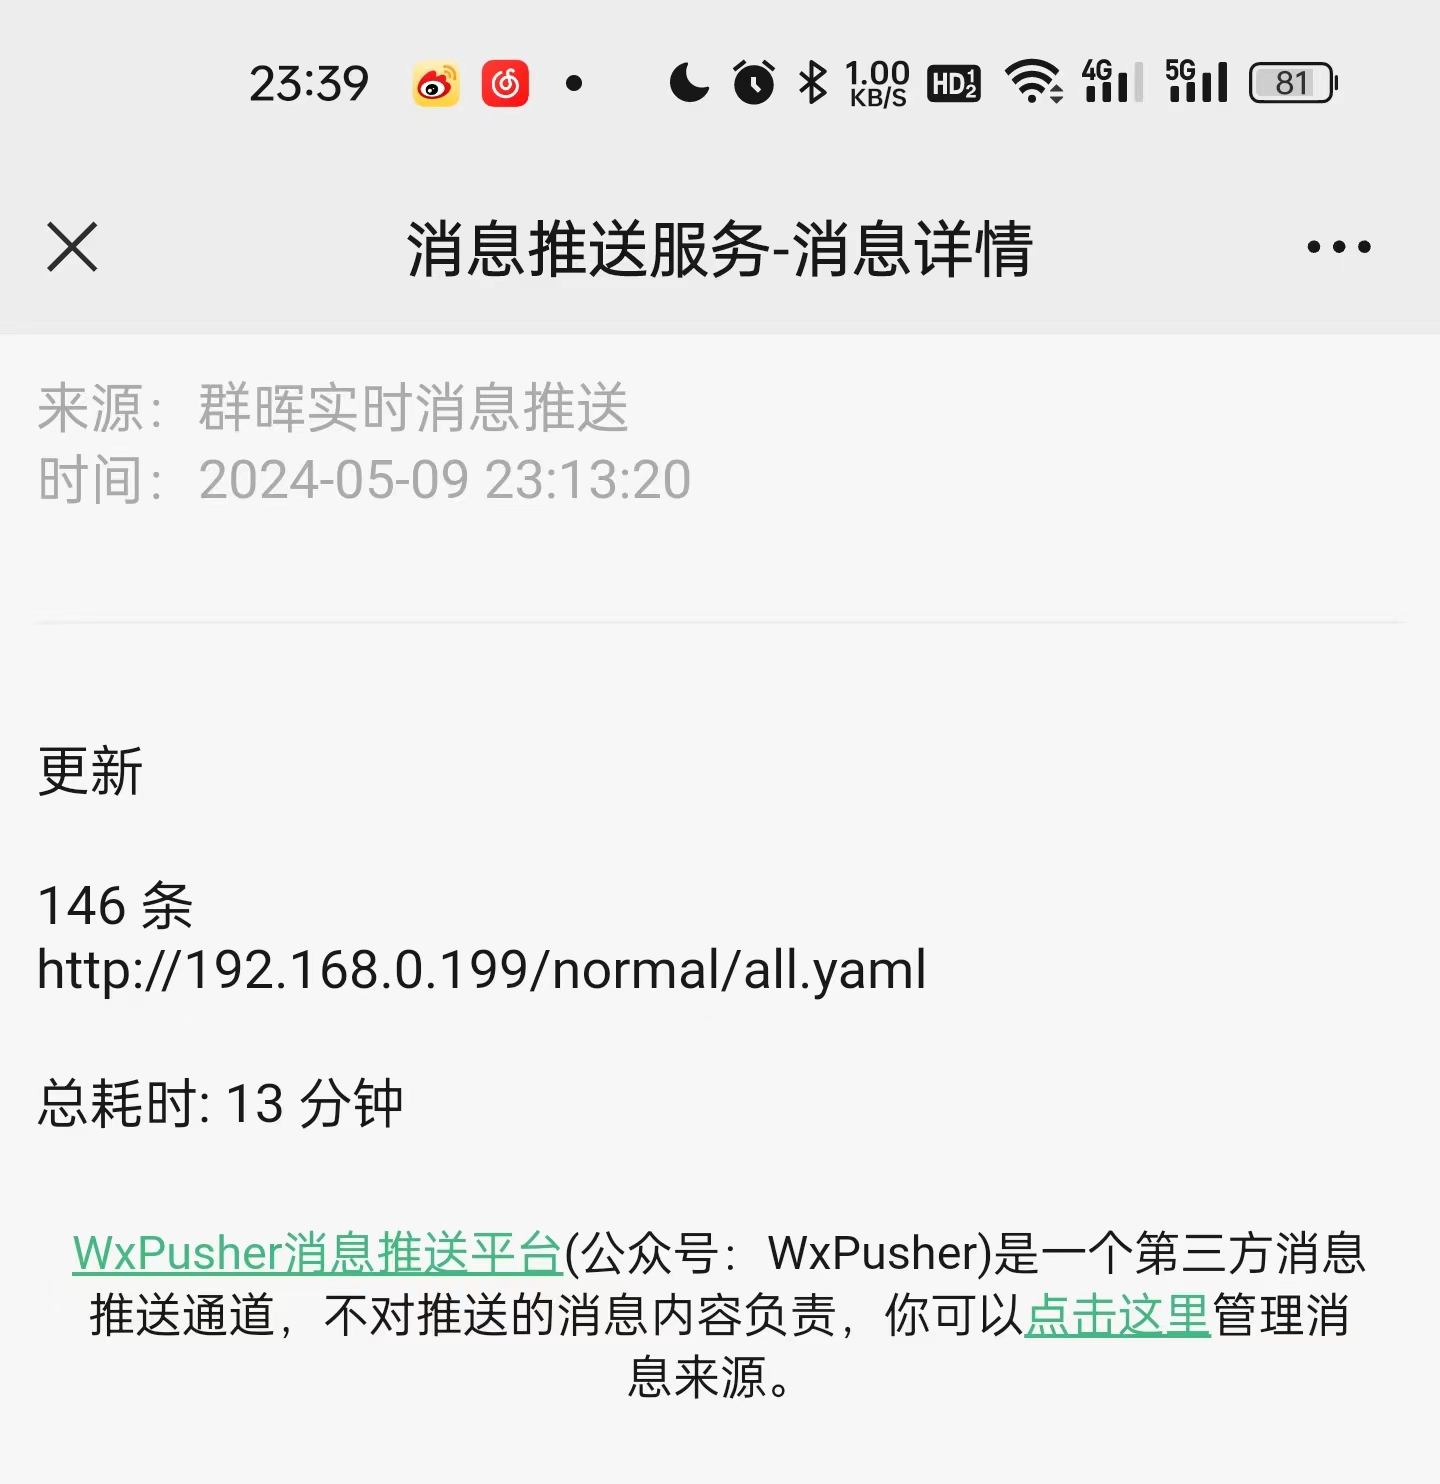 23:39 1.00 KB/S HD 1 2 4G 5G 81
消息推送服务-消息详情
来源：群晖实时消息推送
时间：2024-05-09 23:13:20
更新
146 条
http://192.168.0.199/normal/all.yaml
总耗时: 13 分钟
WxPusher消息推送平台(公众号：WxPusher)是一个第三方消息
推送通道，不对推送的消息内容负责，你可以点击这里管理消
息来源。